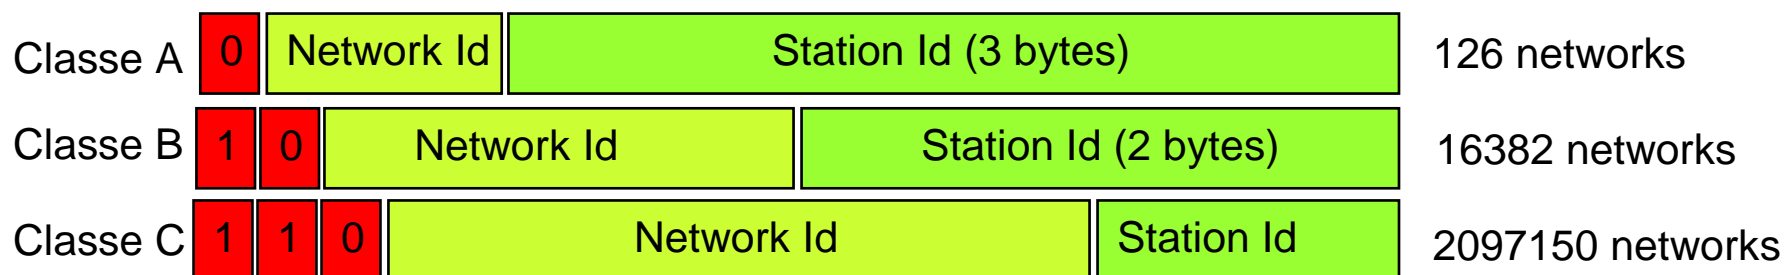 Classe A 0 Network Id Station Id (3 bytes) 126 networks
Classe B 1 0 Network Id Station Id (2 bytes) 16382 networks
Classe C 1 1 0 Network Id Station Id 2097150 networks